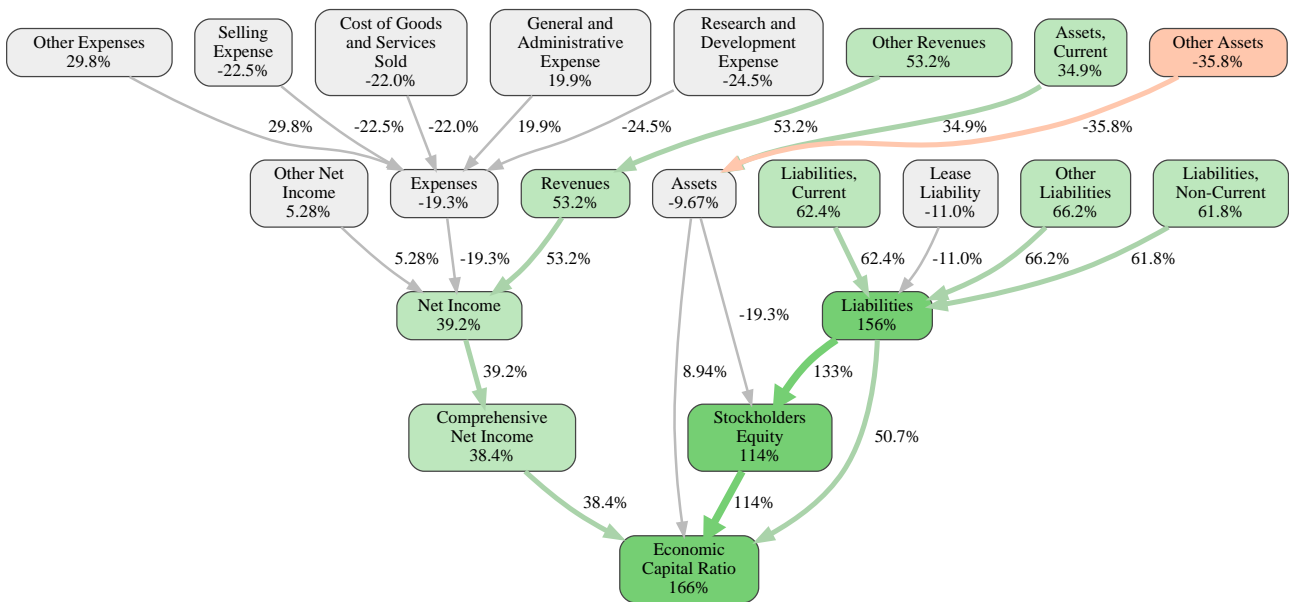 Other Expenses
29.8%
Selling
Expense
-22.5%
Cost of Goods
and Services
Sold
-22.0%
General and
Administrative
Expense
19.9%
Research and
Development
Expense
-24.5%
Other Revenues
53.2%
Assets,
Current
34.9%
Other Assets
-35.8%
29.8%
-22.5%
-22.0%
19.9%
-24.5%
53.2%
34.9%
-35.8%
Other Net
Income
5.28%
Expenses
-19.3%
Revenues
53.2%
Assets
-9.67%
Liabilities,
Current
62.4%
Lease
Liability
-11.0%
Other
Liabilities
66.2%
Liabilities,
Non-Current
61.8%
5.28%
-19.3%
53.2%
62.4%
-11.0%
66.2%
61.8%
Net Income
39.2%
-19.3%
Liabilities
156%
39.2%
8.94%
133%
Comprehensive
Net Income
38.4%
Stockholders
Equity
114%
50.7%
38.4%
114%
Economic
Capital Ratio
166%